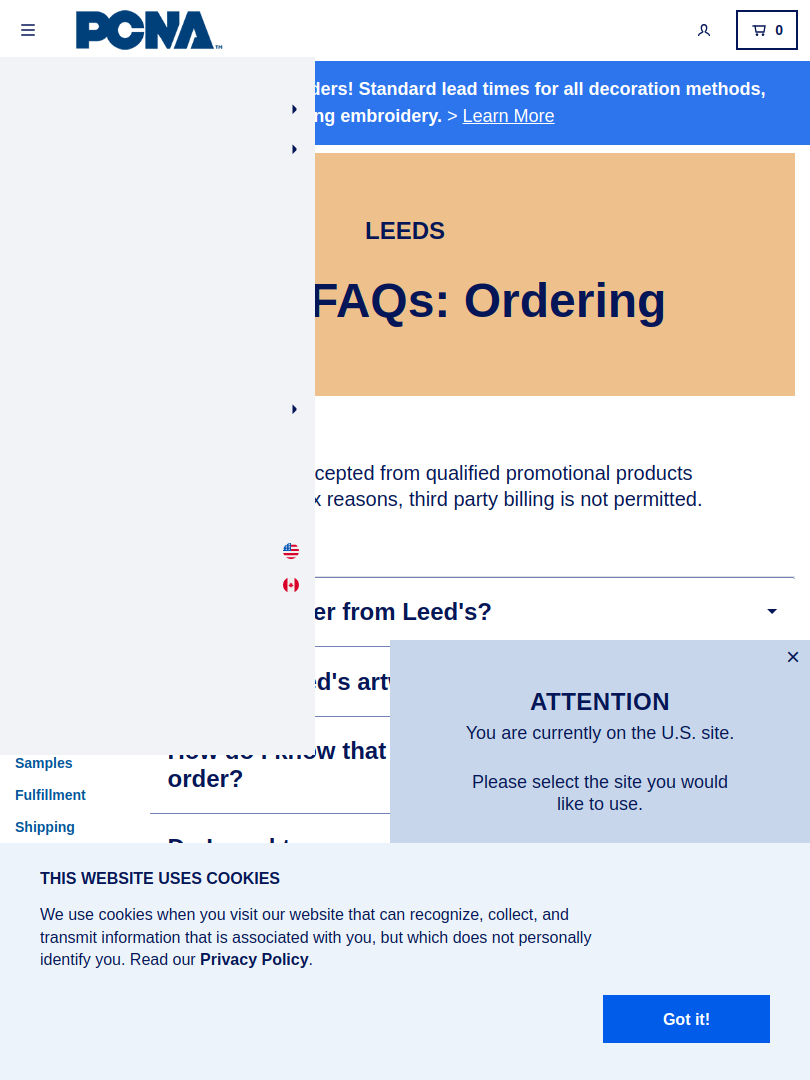 PCNA™
0
ders! Standard lead times for all decoration methods,
ng embroidery. > Learn More
LEEDS
FAQs: Ordering
cepted from qualified promotional products
x reasons, third party billing is not permitted.
er from Leed's?
ed's
How do I know that
order?
ATTENTION
You are currently on the U.S. site.
Please select the site you would
like to use.
Samples
Fulfillment
Shipping
THIS WEBSITE USES COOKIES
We use cookies when you visit our website that can recognize, collect, and
transmit information that is associated with you, but which does not personally
identify you. Read our Privacy Policy.
Got it!